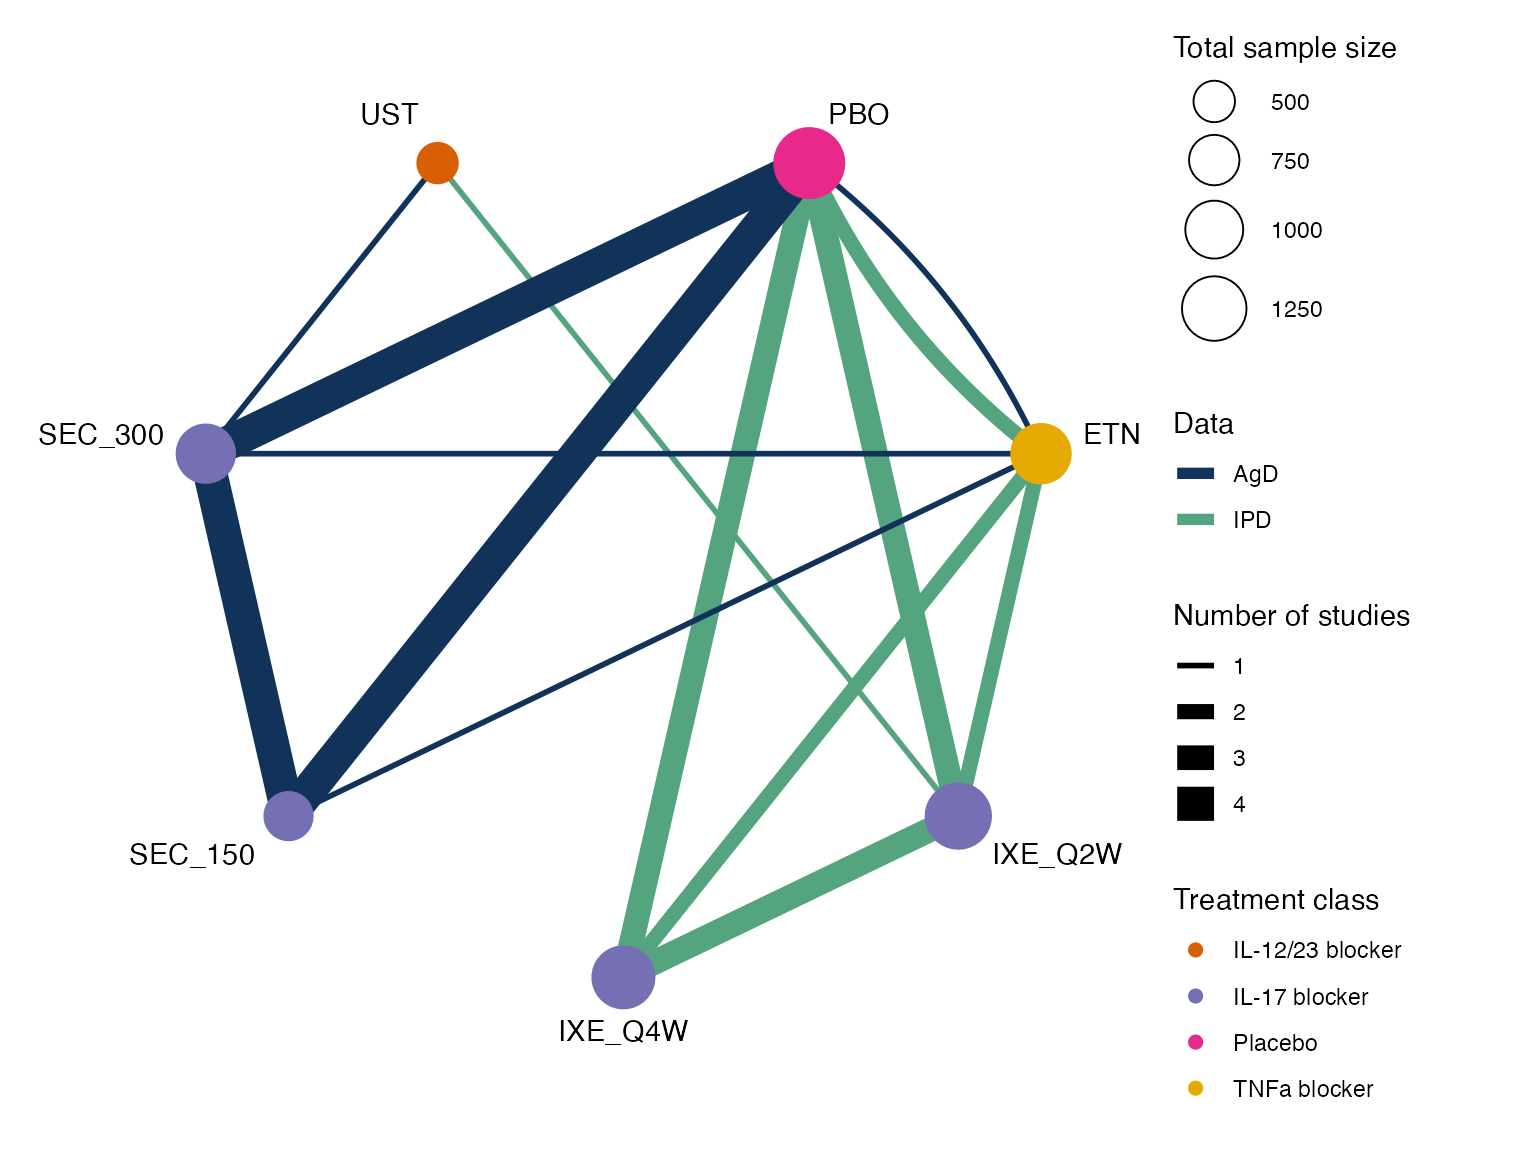 UST
PBO
SEC_300
ETN
SEC_150
IXE_Q2W
IXE_Q4W
Total sample size
500
750
1000
1250
Data
AgD
IPD
Number of studies
1
2
3
4
Treatment class
IL-12/23 blocker
IL-17 blocker
Placebo
TNFa blocker